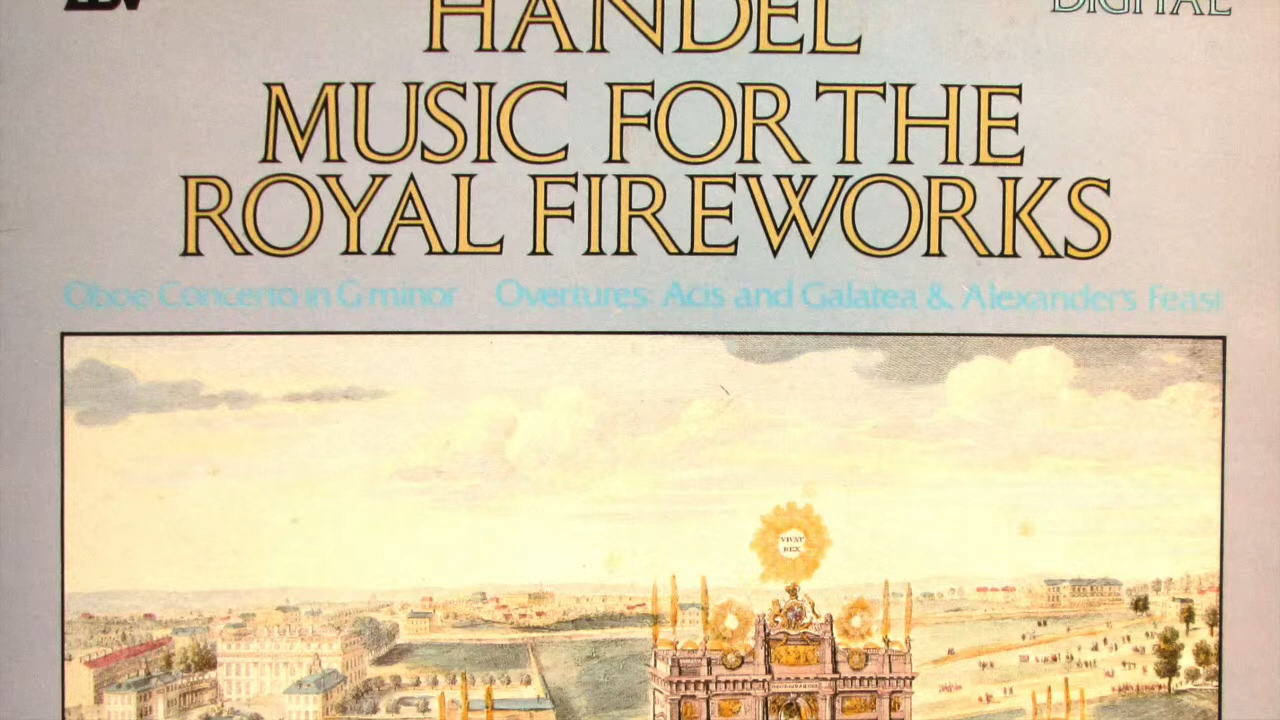 DIGITAL
HANDEL
MUSIC FOR THE
ROYAL FIREWORKS
Oboe Concerto in G minor Overtures: Acis and Galatea & Alexander's Feast
VIVAT
REX